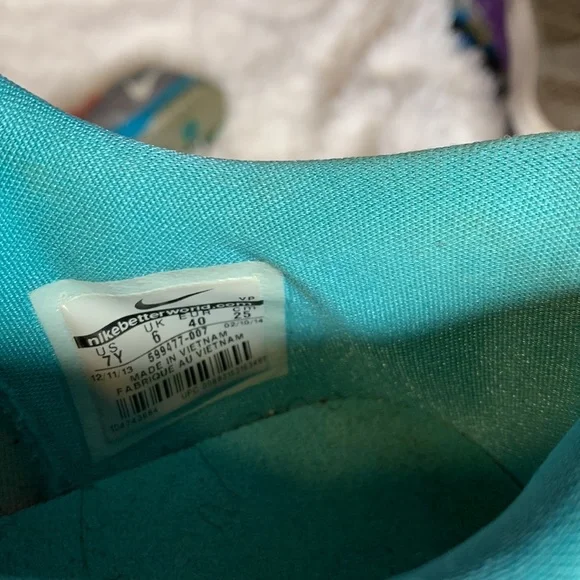 nikebetterworld.com VP
US UK EUR cm
7Y 6 40 25
12/11/13 599477-007 02/10/14
MADE IN VIETNAM
FABRIQUE AU VIETNAM